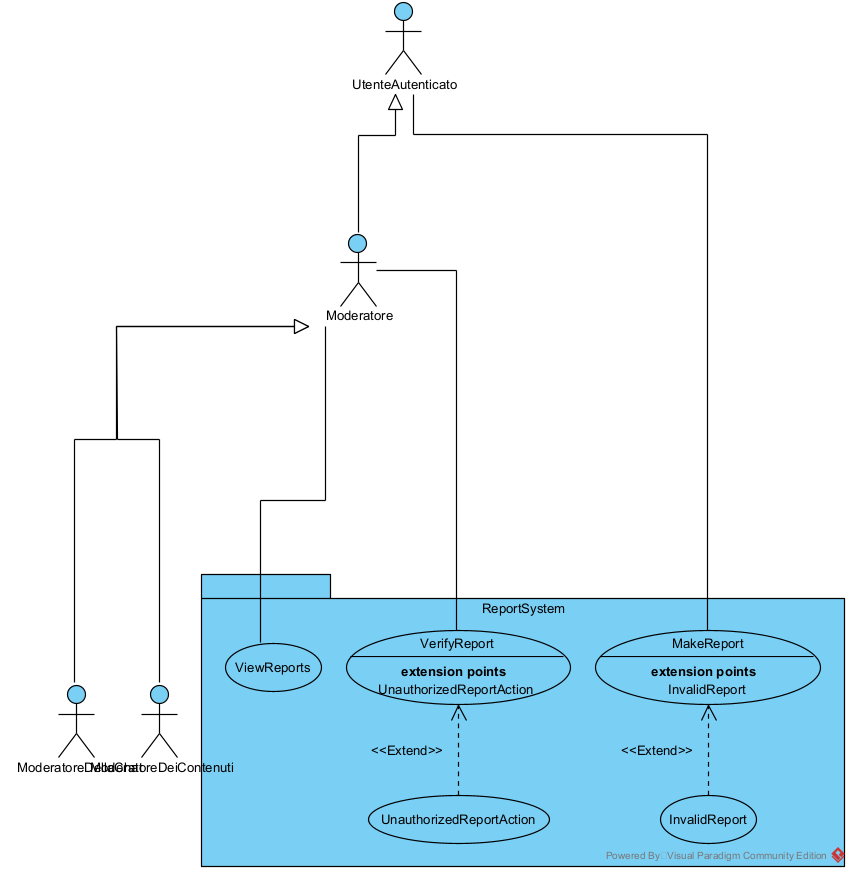 UtenteAutenticato
Moderatore
ReportSystem
ViewReports
VerifyReport
extension points
UnauthorizedReportAction
MakeReport
extension points
InvalidReport
<<Extend>>
<<Extend>>
ModeratoreDellaChat
ModeratoreDeiContenuti
UnauthorizedReportAction
InvalidReport
Powered By: Visual Paradigm Community Edition